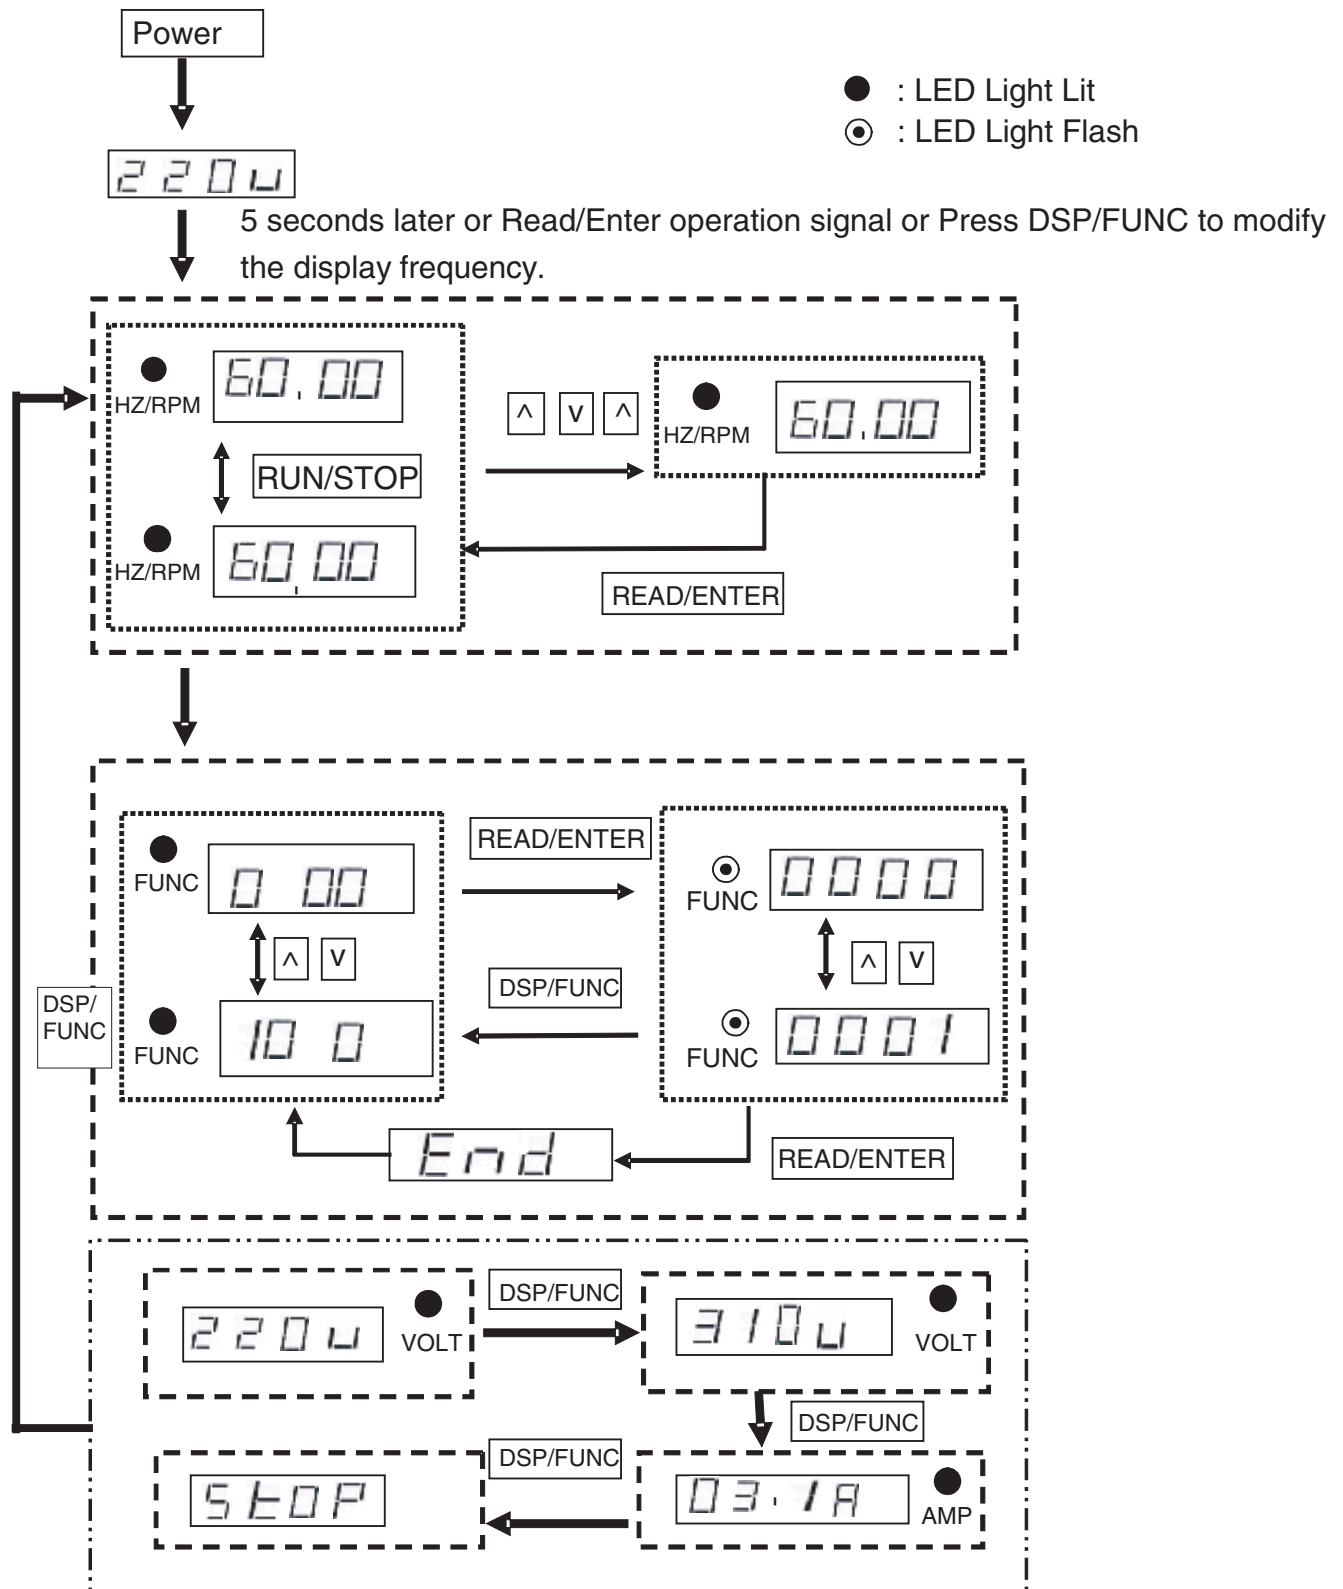 Power
: LED Light Lit
: LED Light Flash
220u
5 seconds later or Read/Enter operation signal or Press DSP/FUNC to modify
the display frequency.
HZ/RPM 60.00
RUN/STOP
HZ/RPM 60.00
^ v ^
HZ/RPM 60.00
READ/ENTER
FUNC 0 00
^ v
FUNC 10 0
READ/ENTER
DSP/FUNC
FUNC 0000
^ v
FUNC 0001
READ/ENTER
End
DSP/
FUNC
220u VOLT
DSP/FUNC
310u VOLT
DSP/FUNC
03.1A AMP
DSP/FUNC
StoP